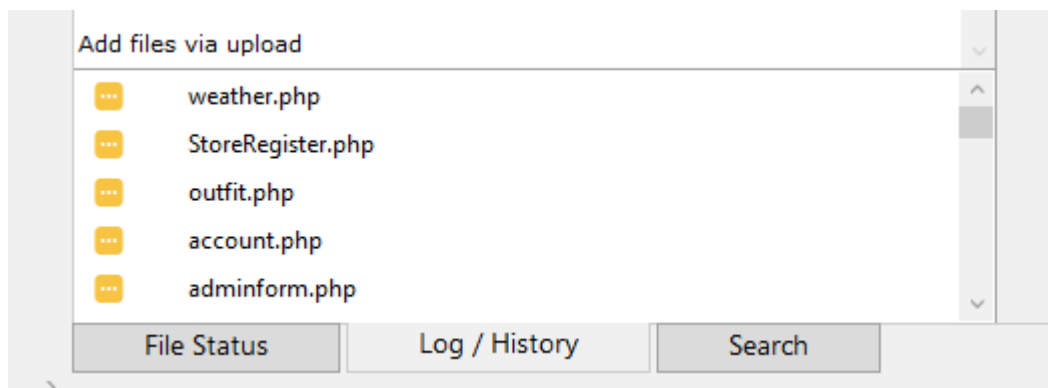 Add files via upload
weather.php
StoreRegister.php
outfit.php
account.php
adminform.php
File Status
Log / History
Search